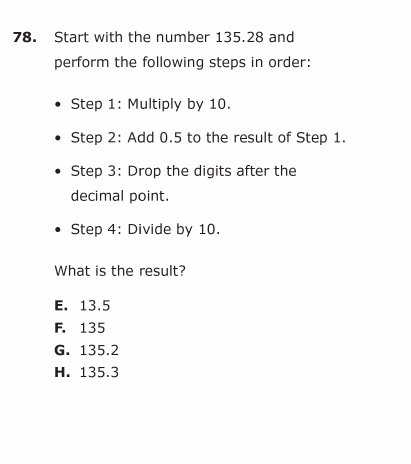 78. Start with the number 135.28 and
perform the following steps in order:
• Step 1: Multiply by 10.
• Step 2: Add 0.5 to the result of Step 1.
• Step 3: Drop the digits after the
decimal point.
• Step 4: Divide by 10.
What is the result?
E. 13.5
F. 135
G. 135.2
H. 135.3